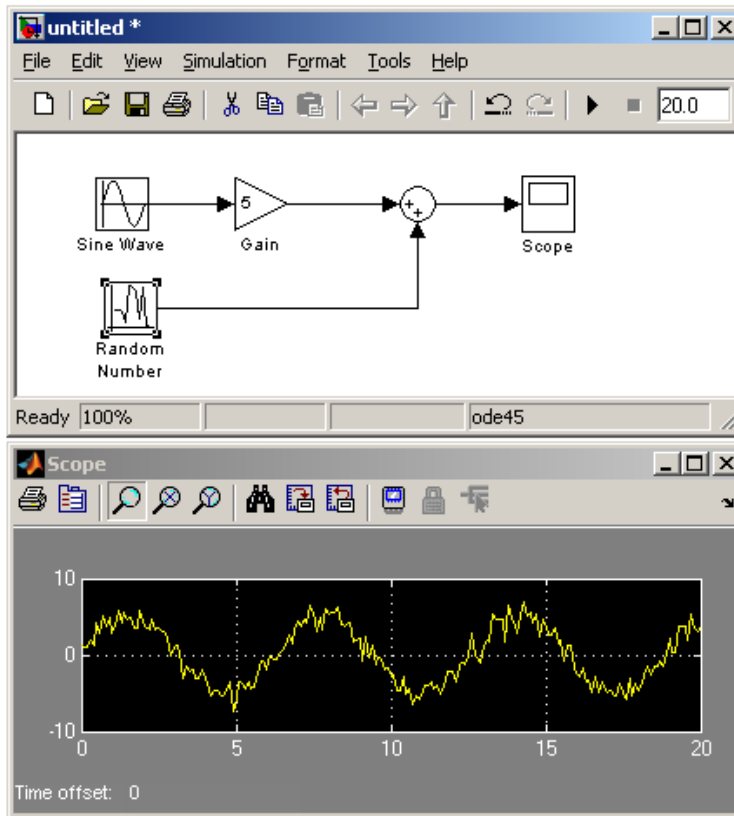 untitled *
File Edit View Simulation Format Tools Help
20.0
5
Sine Wave
Gain
Scope
Random
Number
Ready 100% ode45
Scope
10
0
-10
0 5 10 15 20
Time offset: 0